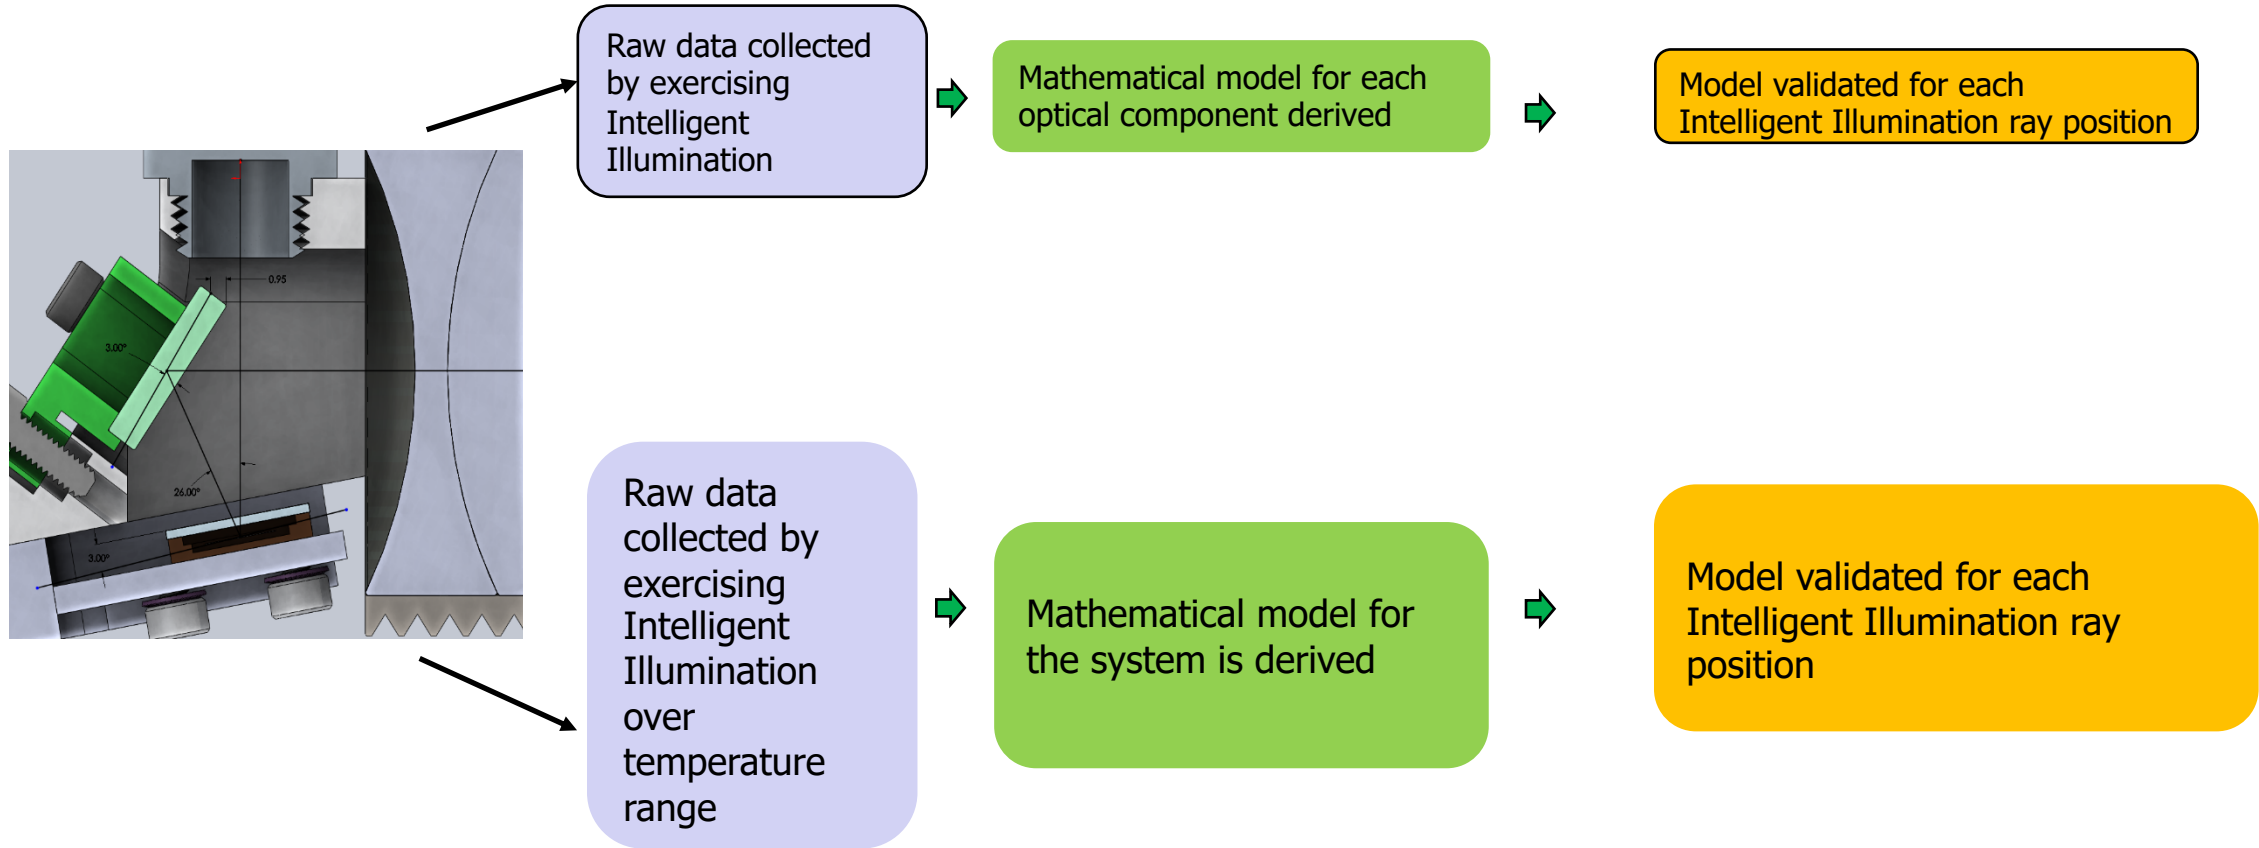 Raw data collected
by exercising
Intelligent
Illumination
Mathematical model for each
optical component derived
Model validated for each
Intelligent Illumination ray position
0.95
3.00°
26.00°
3.00°
Raw data
collected by
exercising
Intelligent
Illumination
over
temperature
range
Mathematical model for
the system is derived
Model validated for each
Intelligent Illumination ray
position